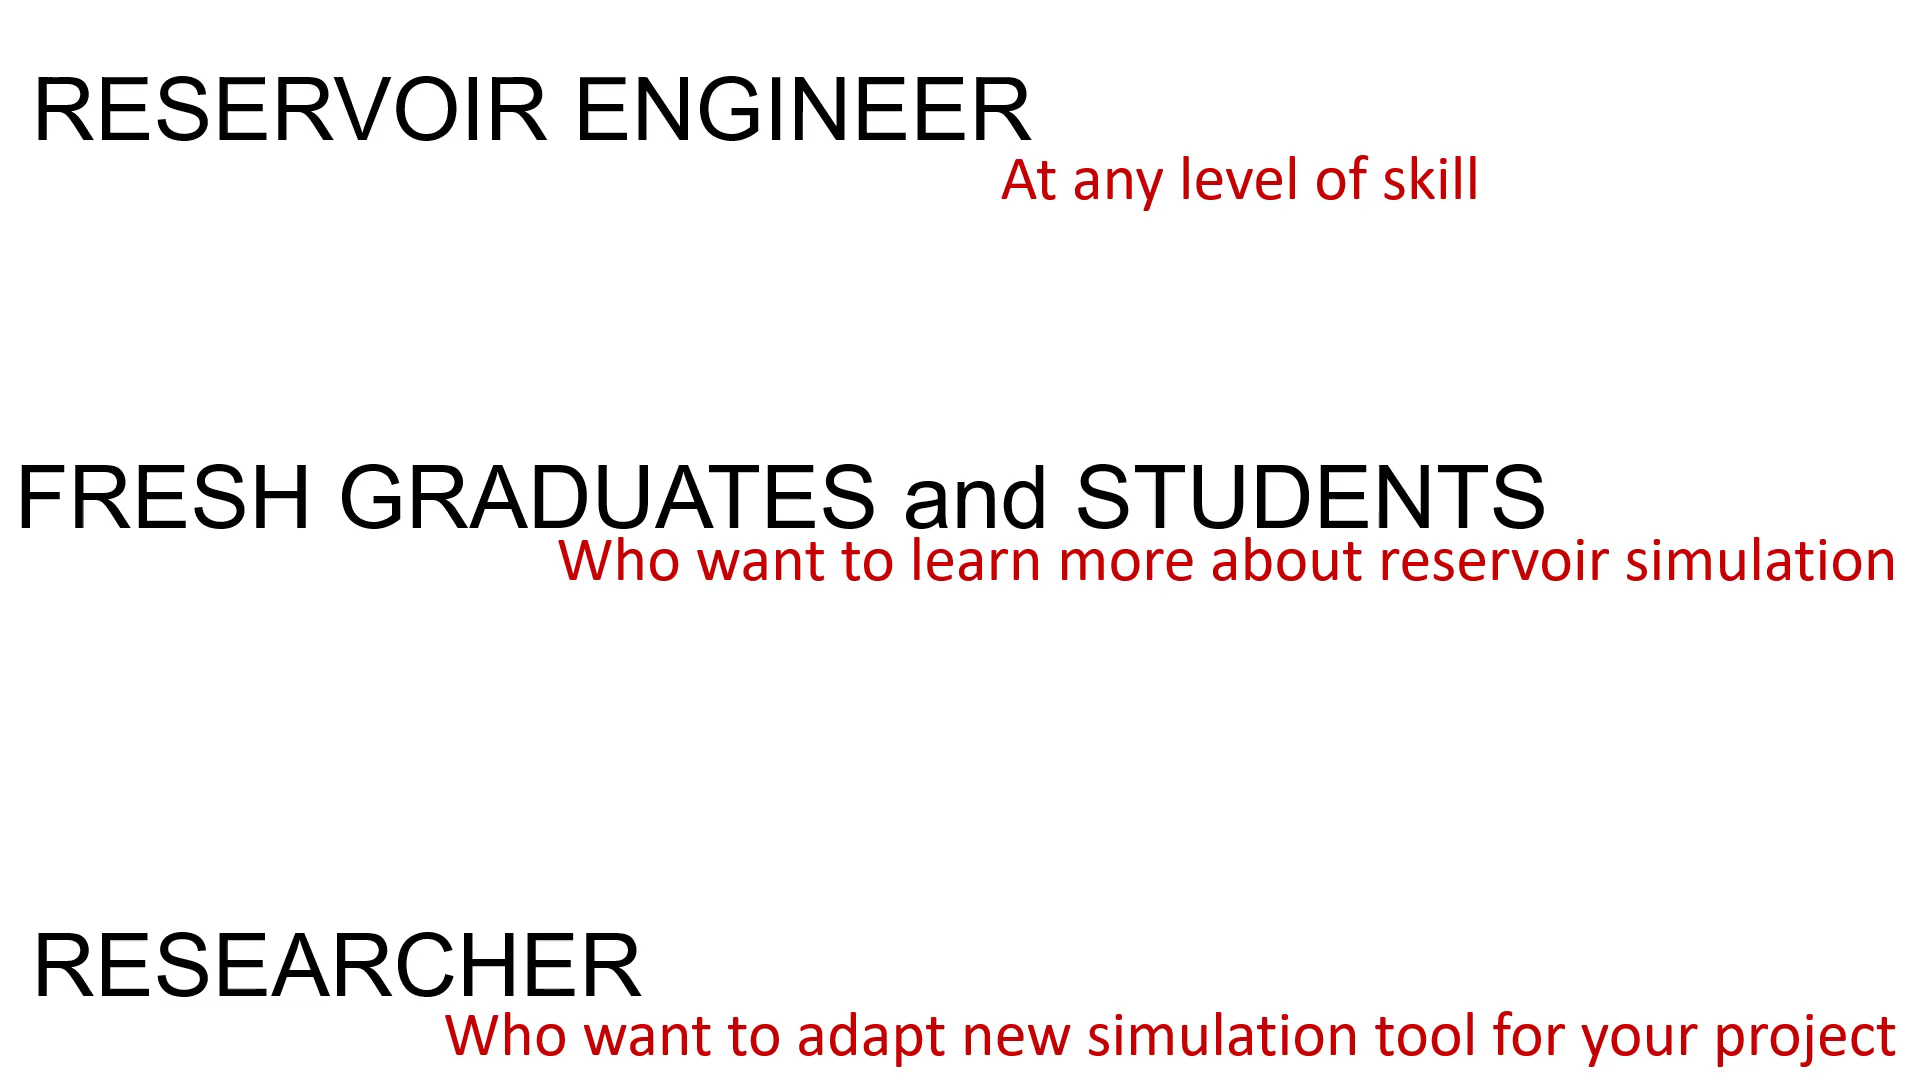 RESERVOIR ENGINEER
At any level of skill
FRESH GRADUATES and STUDENTS
Who want to learn more about reservoir simulation
RESEARCHER
Who want to adapt new simulation tool for your project